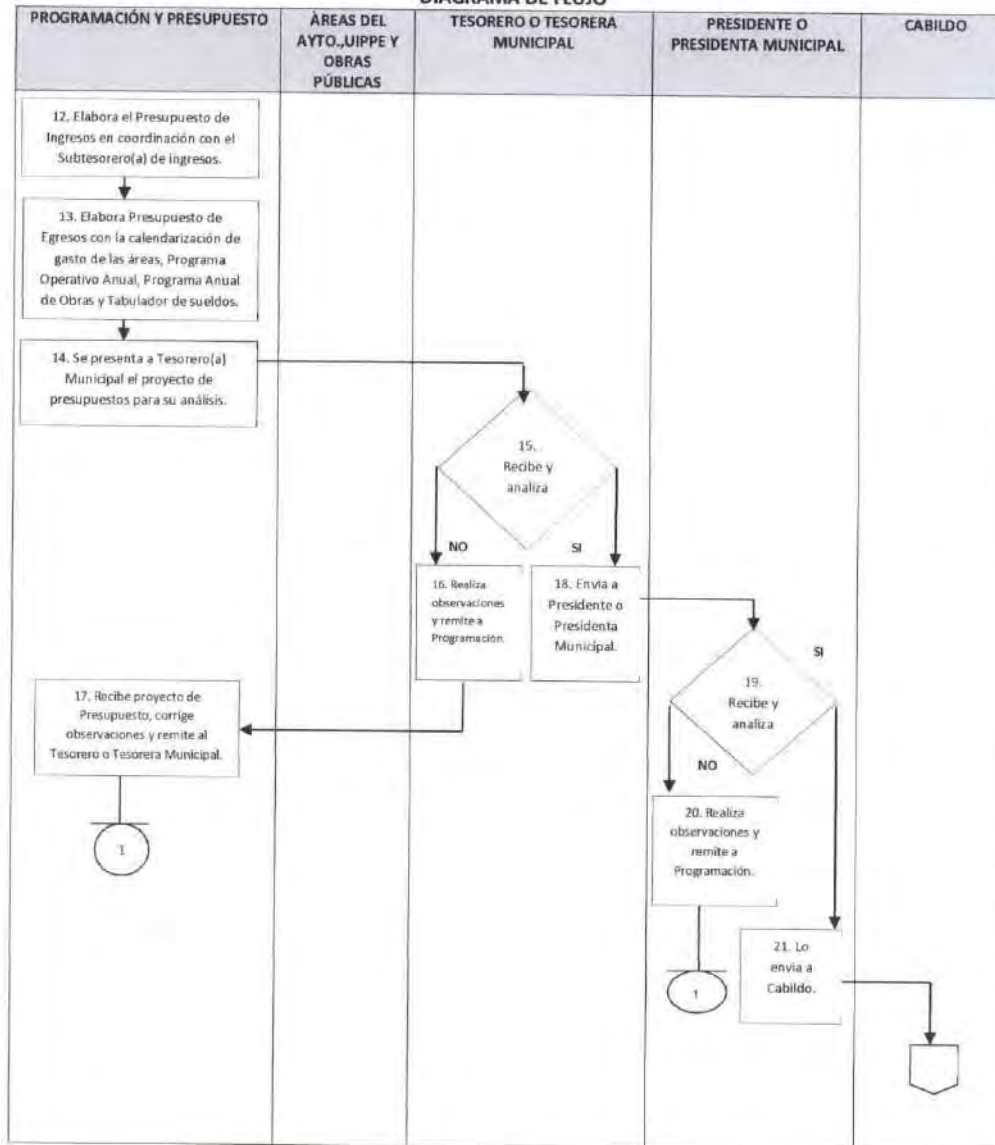 DIAGRAMA DE FLUJO
PROGRAMACIÓN Y PRESUPUESTO
ÁREAS DEL
AYTO.,UIPPE Y
OBRAS
PÚBLICAS
TESORERO O TESORERA
MUNICIPAL
PRESIDENTE O
PRESIDENTA MUNICIPAL
CABILDO
12. Elabora el Presupuesto de
Ingresos en coordinación con el
Subtesorero(a) de ingresos.
13. Elabora Presupuesto de
Egresos con la calendarización de
gasto de las áreas, Programa
Operativo Anual, Programa Anual
de Obras y Tabulador de sueldos.
14. Se presenta a Tesorero(a)
Municipal el proyecto de
presupuestos para su análisis.
15.
Recibe y
analiza
NO
SI
16. Realiza
observaciones
y remite a
Programación.
18. Envia a
Presidente o
Presidenta
Municipal.
SI
19.
Recibe y
analiza
NO
17. Recibe proyecto de
Presupuesto, corrige
observaciones y remite al
Tesorero o Tesorera Municipal.
1
20. Realiza
observaciones y
remite a
Programación.
1
21. Lo
envia a
Cabildo.